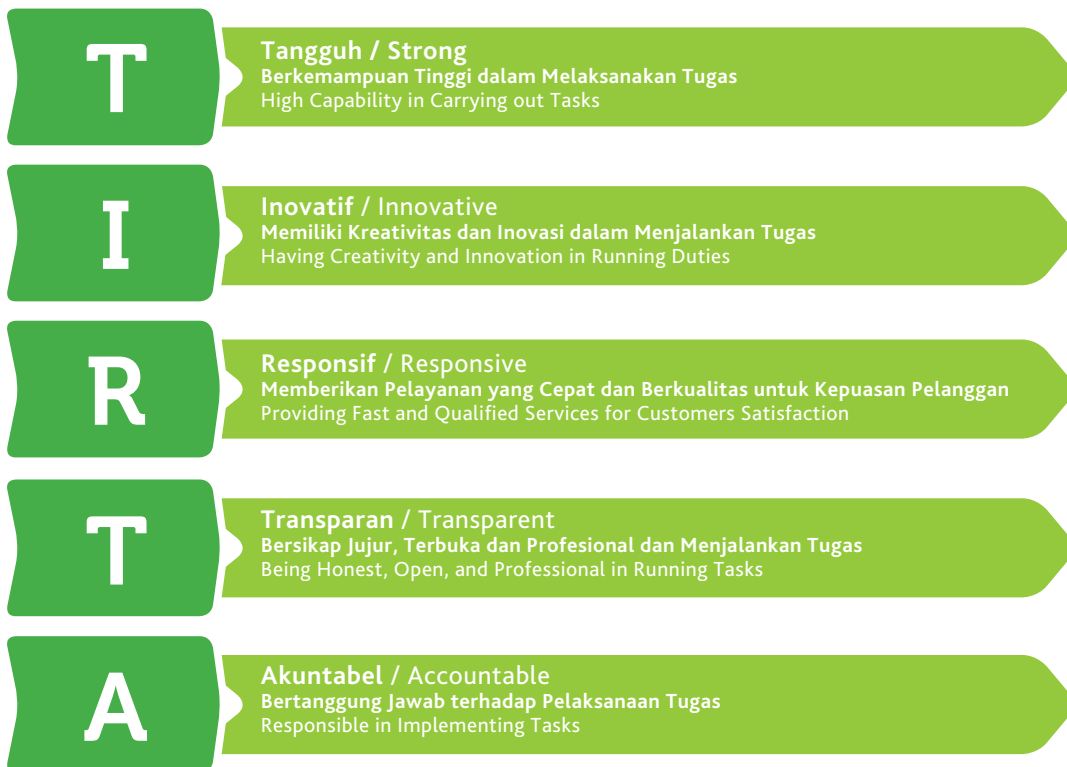 T
Tangguh / Strong
Berkemampuan Tinggi dalam Melaksanakan Tugas
High Capability in Carrying out Tasks
I
Inovatif / Innovative
Memiliki Kreativitas dan Inovasi dalam Menjalankan Tugas
Having Creativity and Innovation in Running Duties
R
Responsif / Responsive
Memberikan Pelayanan yang Cepat dan Berkualitas untuk Kepuasan Pelanggan
Providing Fast and Qualified Services for Customers Satisfaction
T
Transparan / Transparent
Bersikap Jujur, Terbuka dan Profesional dan Menjalankan Tugas
Being Honest, Open, and Professional in Running Tasks
A
Akuntabel / Accountable
Bertanggung Jawab terhadap Pelaksanaan Tugas
Responsible in Implementing Tasks